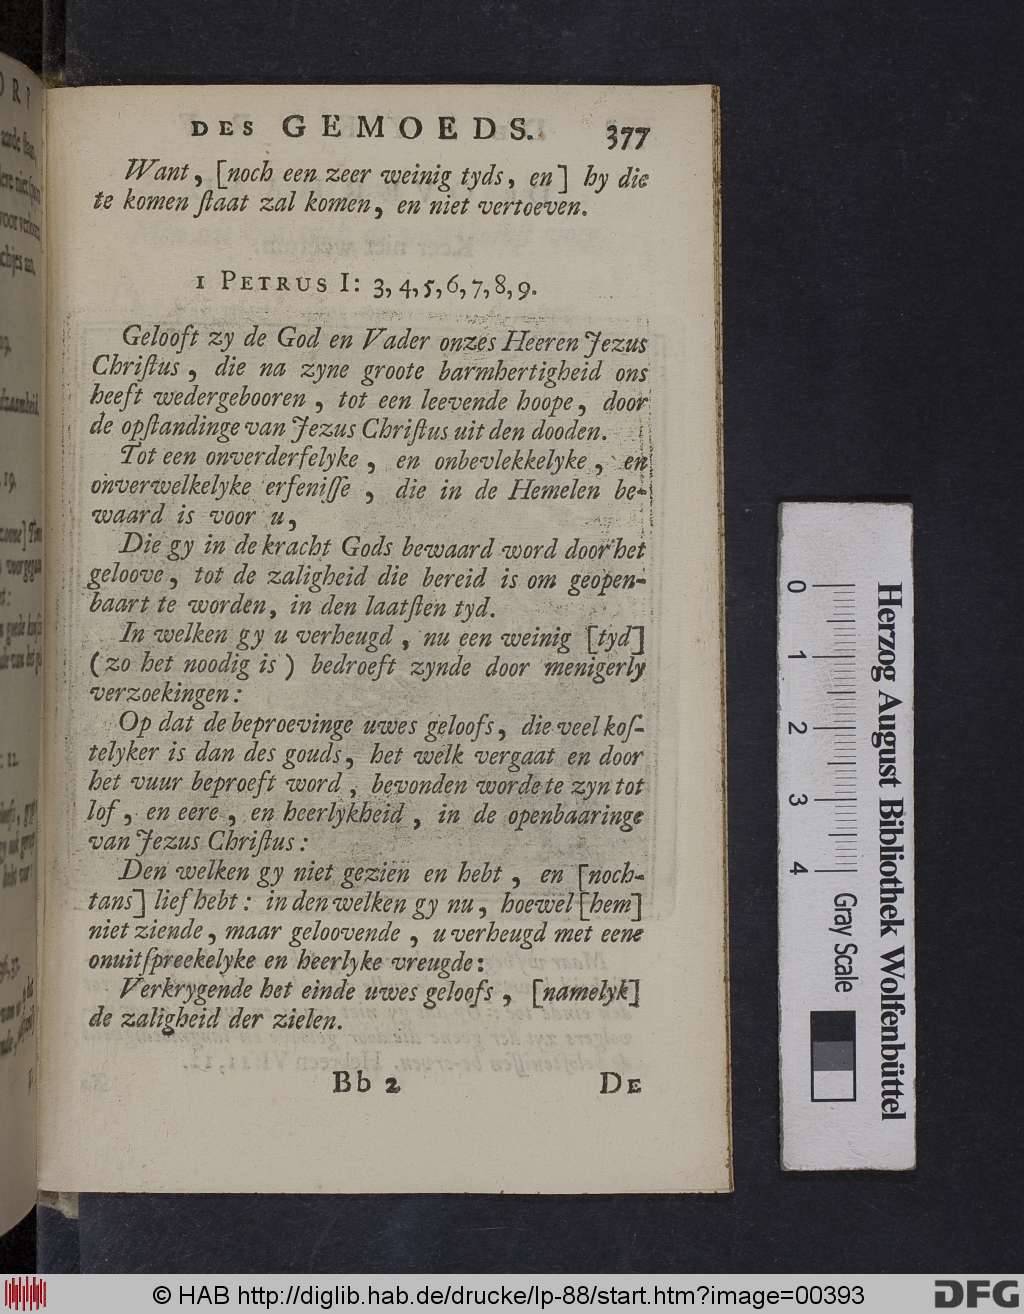 DES GEMOEDS. 377
Want, [noch een zeer weinig tyds, en] hy die
te komen ſtaat zal komen, en niet vertoeven.
1 PETRUS I: 3, 4, 5, 6, 7, 8, 9.
Gelooft zy de God en Vader onzes Heeren Jezus
Chriſtus, die na zyne groote barmhertigheid ons
heeft wedergebooren, tot een leevende hoope, door
de opſtandinge van Jezus Chriſtus uit den dooden.
Tot een onverderfelyke, en onbevlekkelyke, en
onverwelkelyke erfeniſſe, die in de Hemelen be-
waard is voor u,
Die gy in de kracht Gods bewaard word door het
geloove, tot de zaligheid die bereid is om geopen-
baart te worden, in den laatſten tyd.
In welken gy u verheugd, nu een weinig [tyd]
(zo het noodig is) bedroeft zynde door menigerly
verzoekingen:
Op dat de beproevinge uwes geloofs, die veel koſ-
telyker is dan des gouds, het welk vergaat en door
het vuur beproeft word, bevonden worde te zyn tot
lof, en eere, en heerlykheid, in de openbaaringe
van Jezus Chriſtus:
Den welken gy niet gezien en hebt, en [noch-
tans] lief hebt: in den welken gy nu, hoewel [hem]
niet ziende, maar geloovende, u verheugd met eene
onuitſpreekelyke en heerlyke vreugde:
Verkrygende het einde uwes geloofs, [namelyk]
de zaligheid der zielen.
Bb 2 DE
0 1 2 3 4
Gray Scale
Herzog August Bibliothek Wolfenbüttel
© HAB http://diglib.hab.de/drucke/lp-88/start.htm?image=00393
DFG